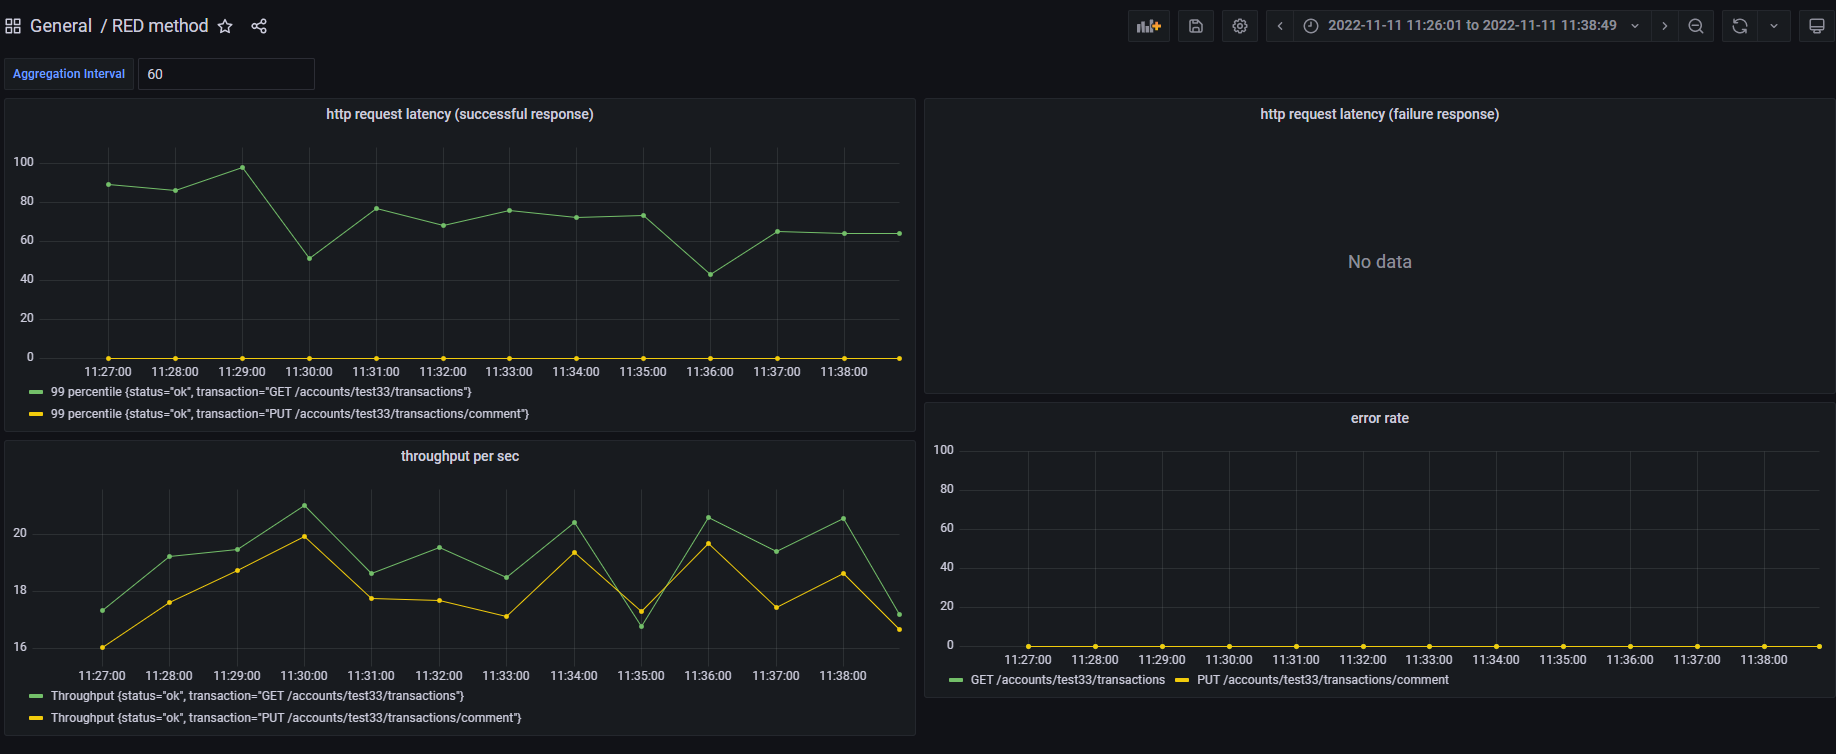 General / RED method
2022-11-11 11:26:01 to 2022-11-11 11:38:49
Aggregation Interval 60
http request latency (successful response)
100
80
60
40
20
0
11:27:00 11:28:00 11:29:00 11:30:00 11:31:00 11:32:00 11:33:00 11:34:00 11:35:00 11:36:00 11:37:00 11:38:00
99 percentile {status="ok", transaction="GET /accounts/test33/transactions"}
99 percentile {status="ok", transaction="PUT /accounts/test33/transactions/comment"}
http request latency (failure response)
No data
throughput per sec
20
18
16
11:27:00 11:28:00 11:29:00 11:30:00 11:31:00 11:32:00 11:33:00 11:34:00 11:35:00 11:36:00 11:37:00 11:38:00
Throughput {status="ok", transaction="GET /accounts/test33/transactions"}
Throughput {status="ok", transaction="PUT /accounts/test33/transactions/comment"}
error rate
100
80
60
40
20
0
11:27:00 11:28:00 11:29:00 11:30:00 11:31:00 11:32:00 11:33:00 11:34:00 11:35:00 11:36:00 11:37:00 11:38:00
GET /accounts/test33/transactions PUT /accounts/test33/transactions/comment